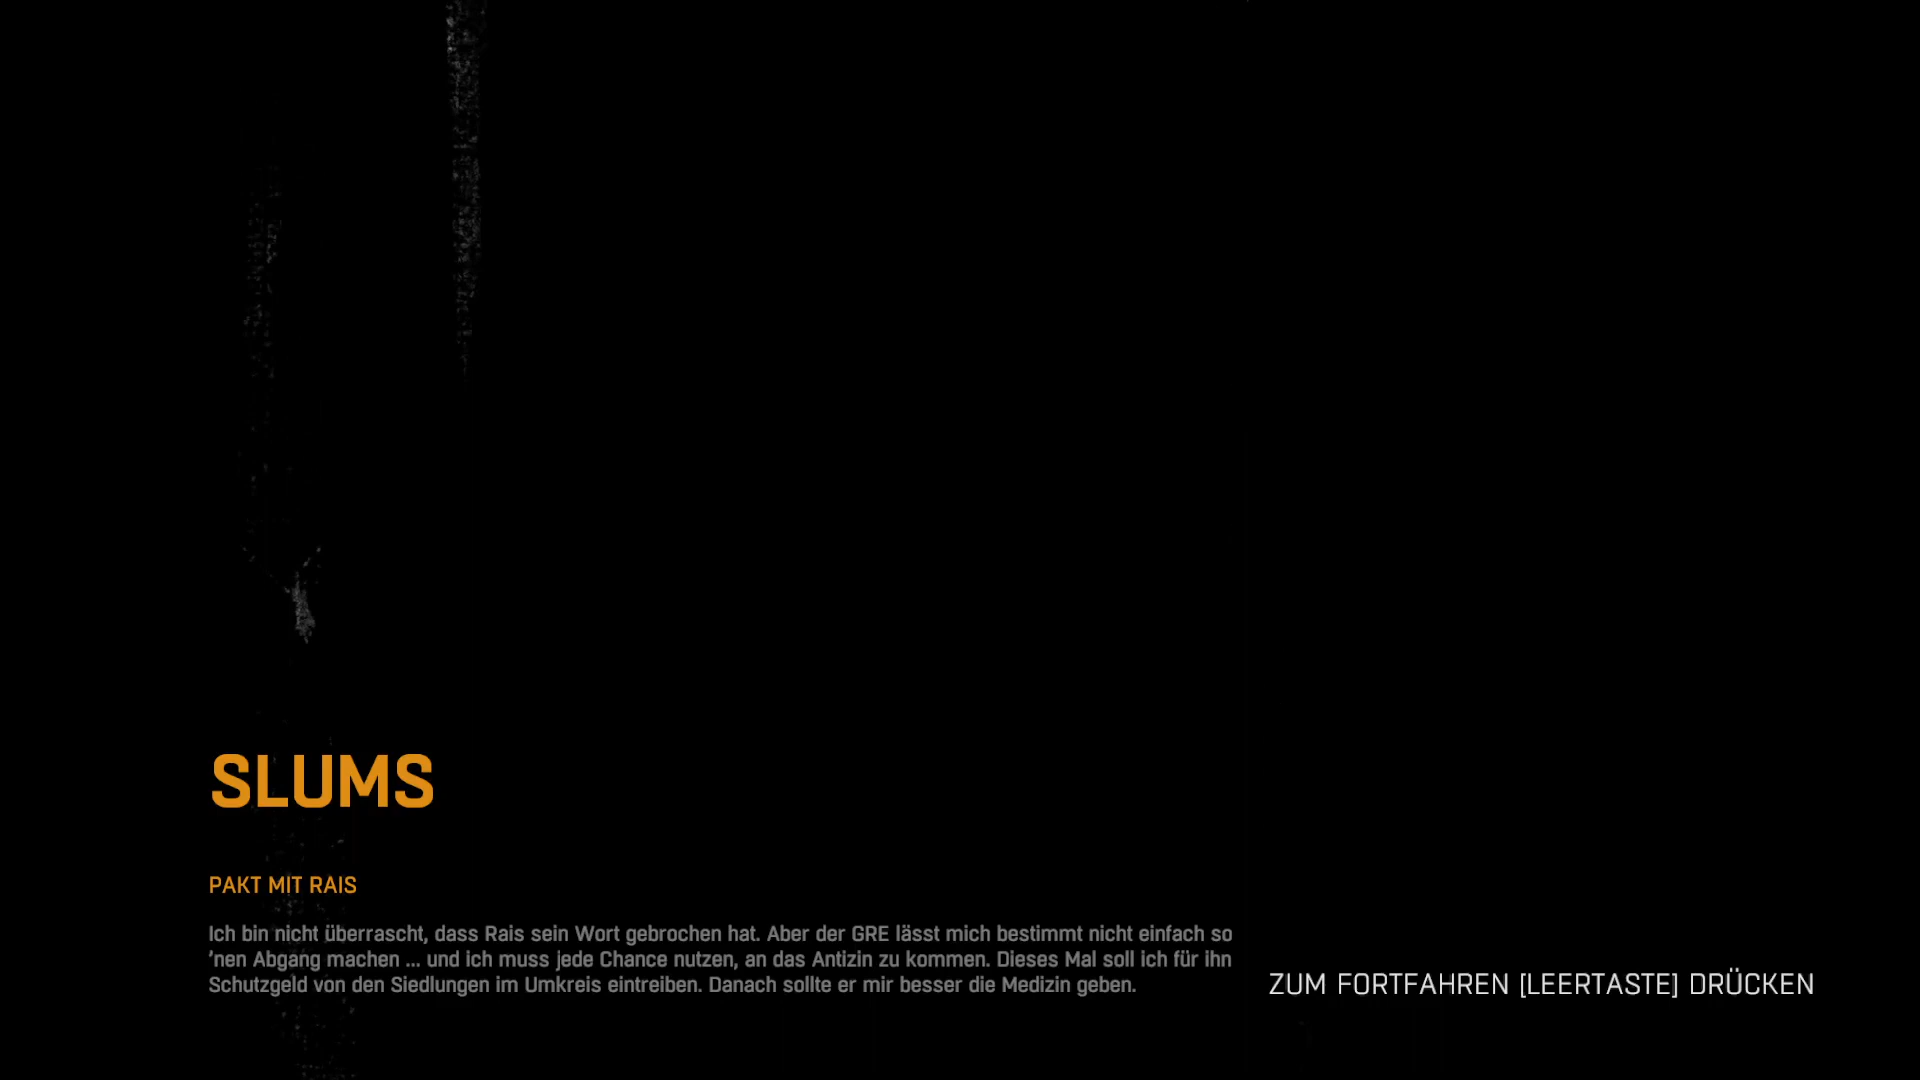 SLUMS
PAKT MIT RAIS
Ich bin nicht überrascht, dass Rais sein Wort gebrochen hat. Aber der GRE lässt mich bestimmt nicht einfach so
'nen Abgang machen ... und ich muss jede Chance nutzen, an das Antizin zu kommen. Dieses Mal soll ich für ihn
Schutzgeld von den Siedlungen im Umkreis eintreiben. Danach sollte er mir besser die Medizin geben.
ZUM FORTFAHREN [LEERTASTE] DRÜCKEN